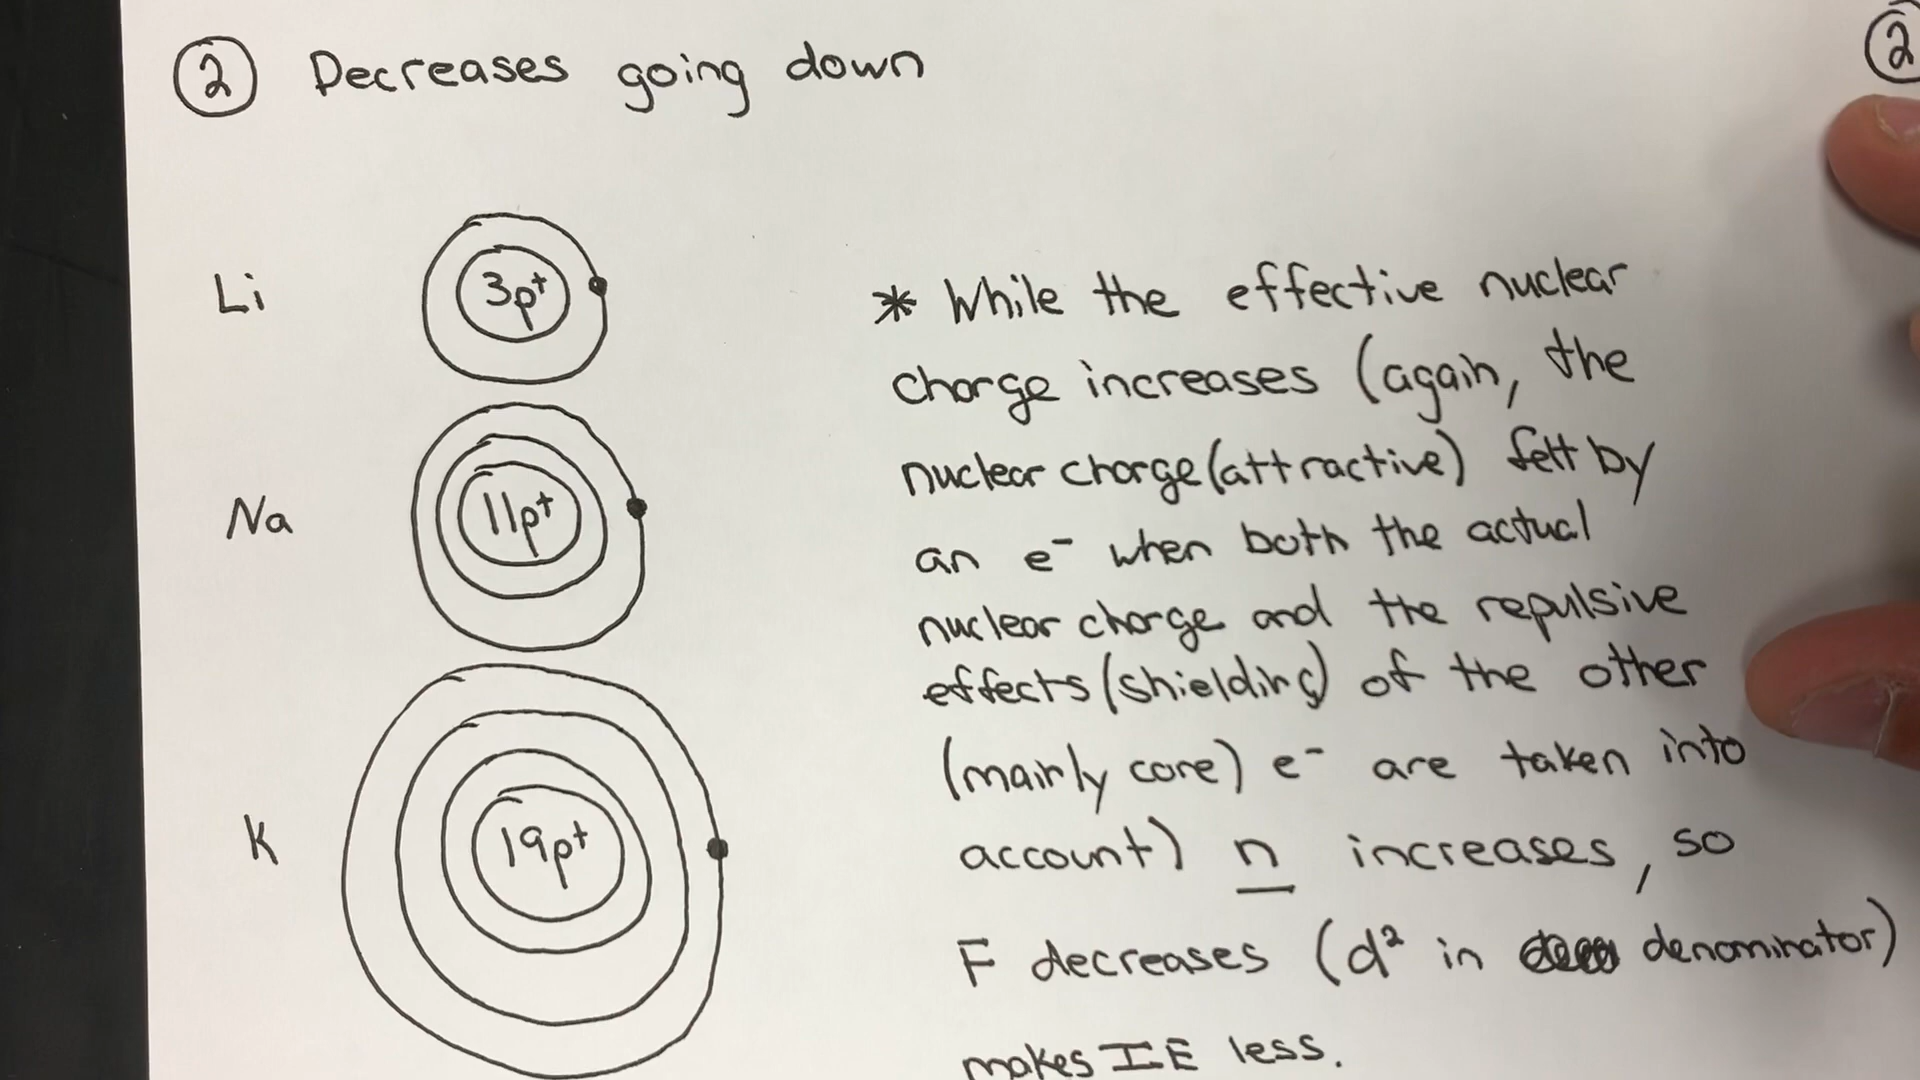 ② Decreases going down
②
Li
3p⁺
Na
11p⁺
K
19p⁺
* While the effective nuclear
charge increases (again, the
nuclear charge (attractive) felt by
an e⁻ when both the actual
nuclear charge and the repulsive
effects (shielding) of the other
(mainly core) e⁻ are taken into
account) n increases, so
F decreases (d² in denominator)
makes IE less.